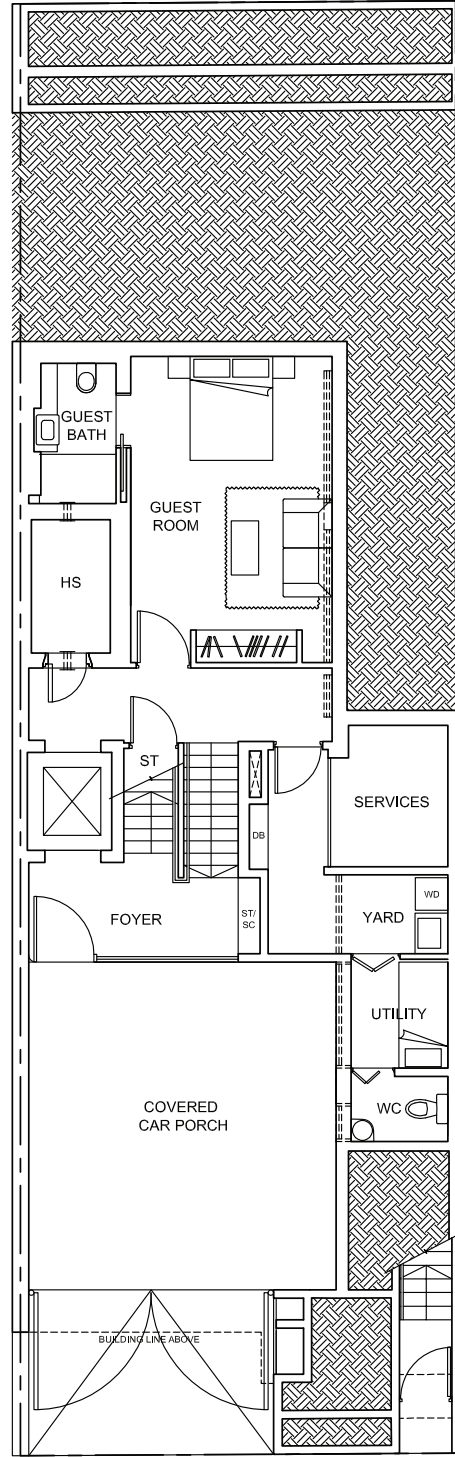 GUEST
BATH
GUEST
ROOM
HS
ST
SERVICES
DB
WD
ST/
SC
FOYER
YARD
UTILITY
COVERED
CAR PORCH
WC
BUILDING LINE ABOVE